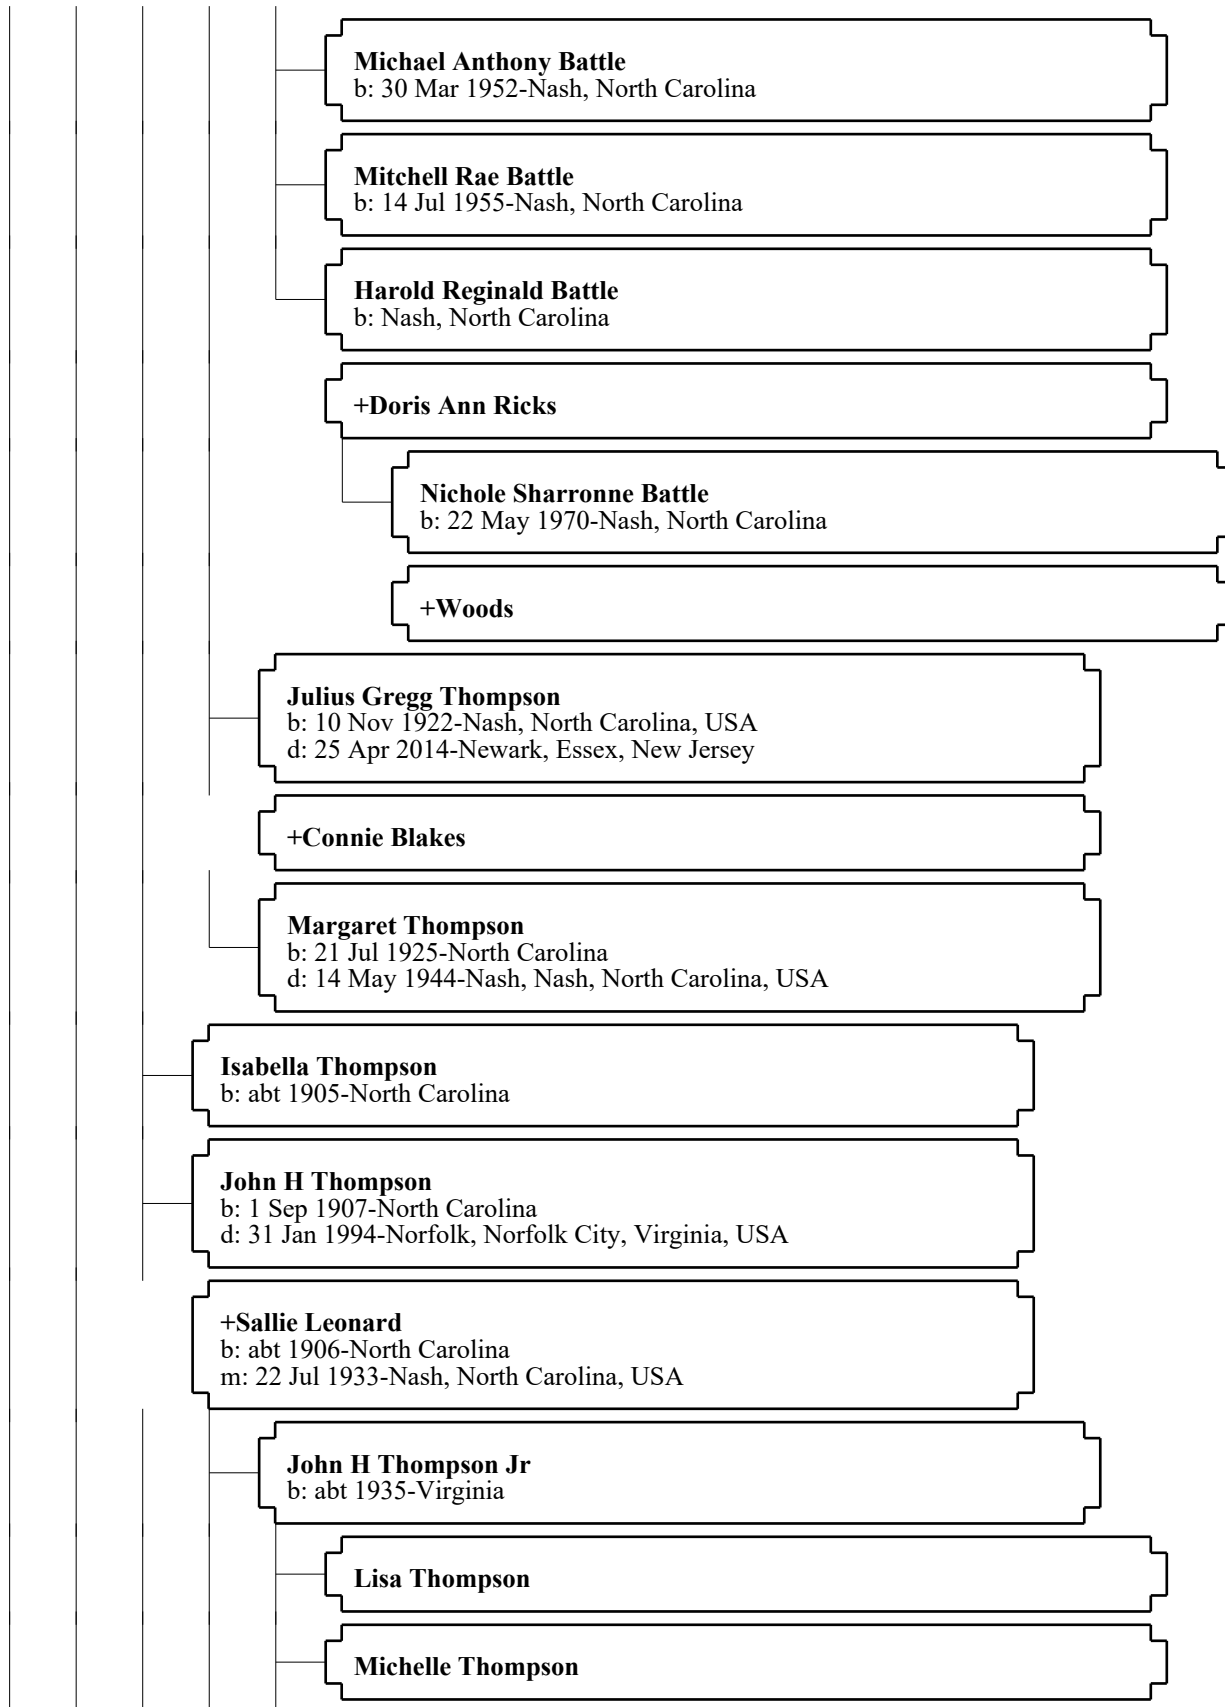 Michael Anthony Battle
b: 30 Mar 1952-Nash, North Carolina
Mitchell Rae Battle
b: 14 Jul 1955-Nash, North Carolina
Harold Reginald Battle
b: Nash, North Carolina
+Doris Ann Ricks
Nichole Sharronne Battle
b: 22 May 1970-Nash, North Carolina
+Woods
Julius Gregg Thompson
b: 10 Nov 1922-Nash, North Carolina, USA
d: 25 Apr 2014-Newark, Essex, New Jersey
+Connie Blakes
Margaret Thompson
b: 21 Jul 1925-North Carolina
d: 14 May 1944-Nash, Nash, North Carolina, USA
Isabella Thompson
b: abt 1905-North Carolina
John H Thompson
b: 1 Sep 1907-North Carolina
d: 31 Jan 1994-Norfolk, Norfolk City, Virginia, USA
+Sallie Leonard
b: abt 1906-North Carolina
m: 22 Jul 1933-Nash, North Carolina, USA
John H Thompson Jr
b: abt 1935-Virginia
Lisa Thompson
Michelle Thompson